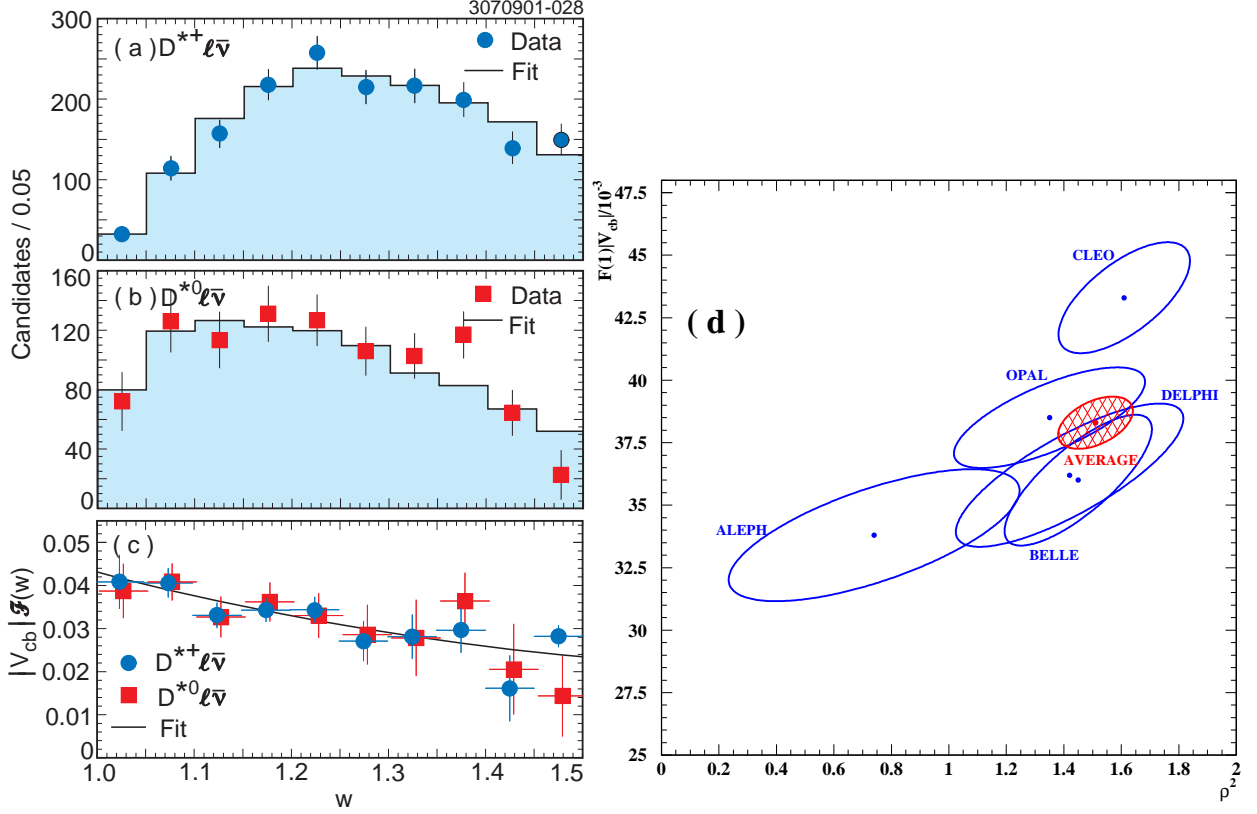 3070901-028
300
200
100
0
( a ) D*+ℓν̄
Data
Fit
Candidates / 0.05
160
120
80
40
0
( b ) D*0ℓν̄
Data
Fit
0.05
0.04
0.03
0.02
0.01
0
( c )
|V_cb| 𝓕(w)
D*+ℓν̄
D*0ℓν̄
Fit
1.0 1.1 1.2 1.3 1.4 1.5
w
F(1)|V_cb|/10⁻³
47.5
45
42.5
40
37.5
35
32.5
30
27.5
25
( d )
CLEO
OPAL
DELPHI
AVERAGE
ALEPH
BELLE
0 0.2 0.4 0.6 0.8 1 1.2 1.4 1.6 1.8 2
ρ²